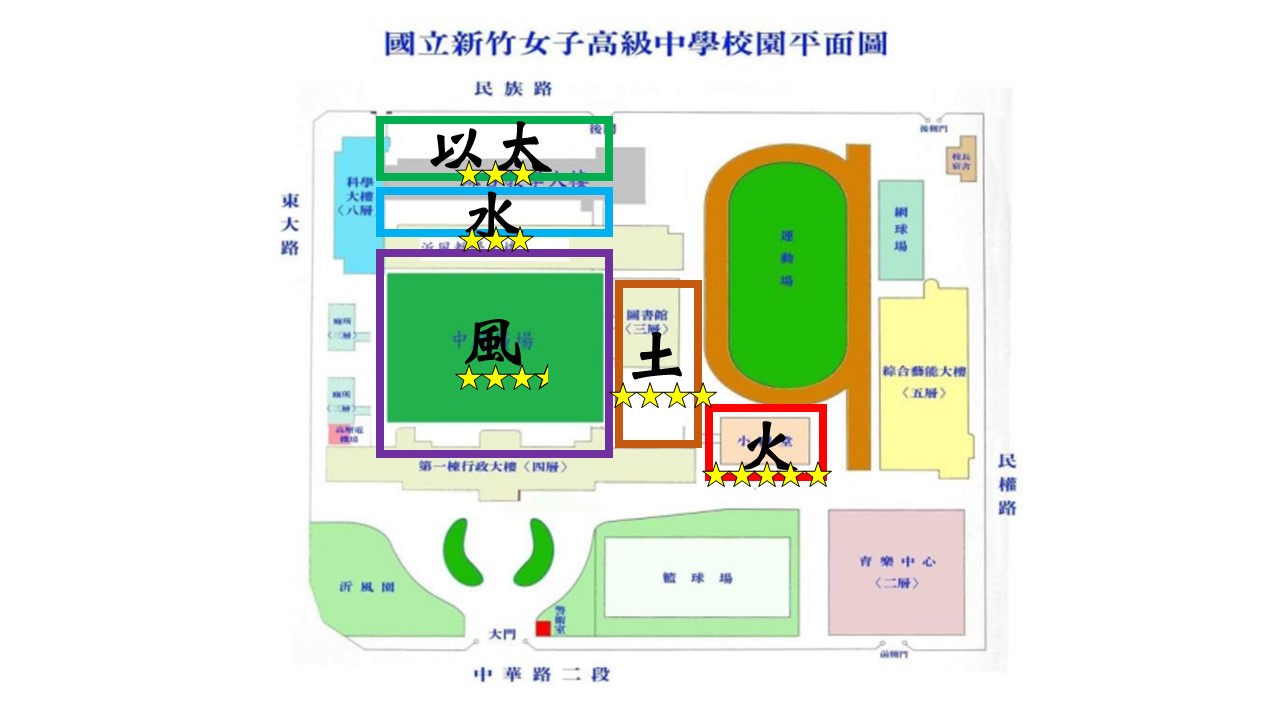 國立新竹女子高級中學校園平面圖
民族路
後門
後側門
以太
校長
宿舍
科學
大樓
〈八層〉
大樓
東大路
水
網球場
運動場
廁所
〈三層〉
圖書館
〈三層〉
風
土
綜合藝能大樓
〈五層〉
廁所
〈三層〉
高壓電
機房
火
第一棟行政大樓〈四層〉
民權路
沂風園
籃球場
育樂中心
〈二層〉
警衛室
大門
前側門
中華路二段